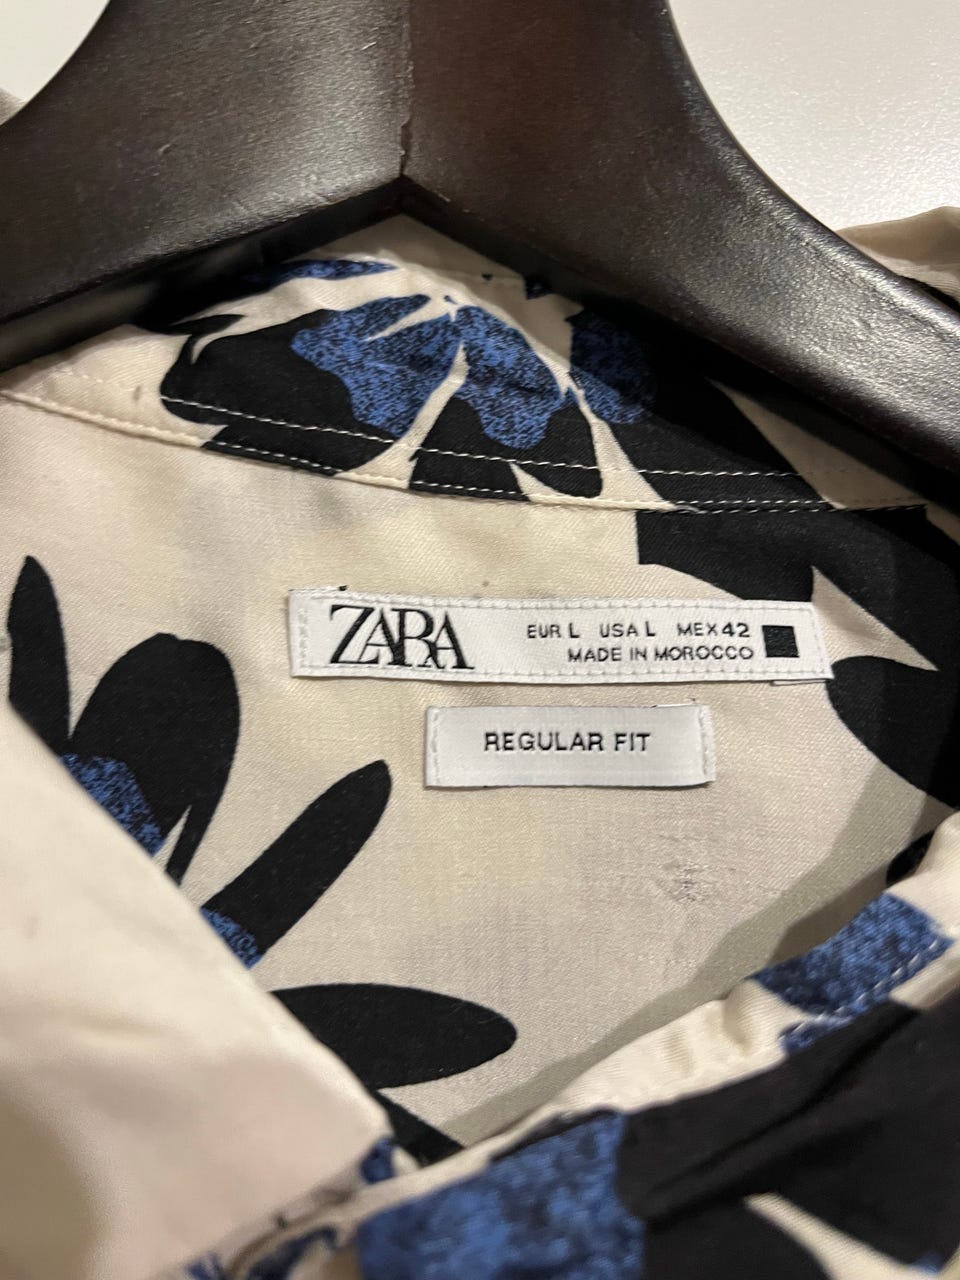 ZARA
EUR L USA L MEX 42
MADE IN MOROCCO
REGULAR FIT